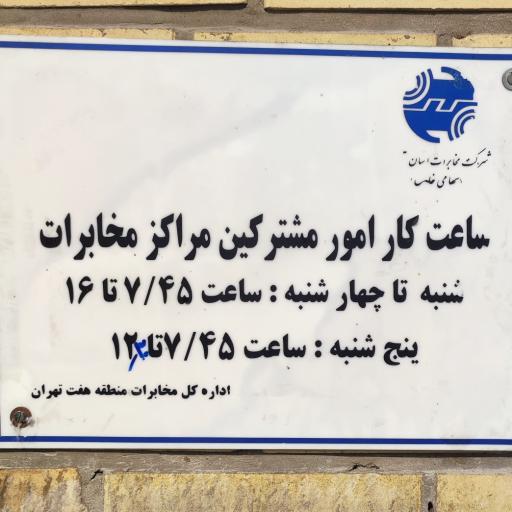 شرکت مخابرات استان
سهامی خاص
ساعت کار امور مشترکین مراکز مخابرات
شنبه تا چهار شنبه : ساعت ۷/۴۵ تا ۱۶
پنج شنبه : ساعت ۷/۴۵ تا ۱۲
اداره کل مخابرات منطقه هفت تهران